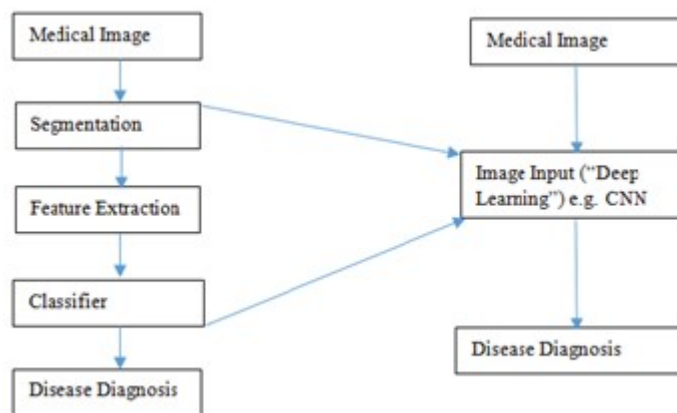 Medical Image
Segmentation
Feature Extraction
Classifier
Disease Diagnosis
Medical Image
Image Input (“Deep
Learning”) e.g. CNN
Disease Diagnosis